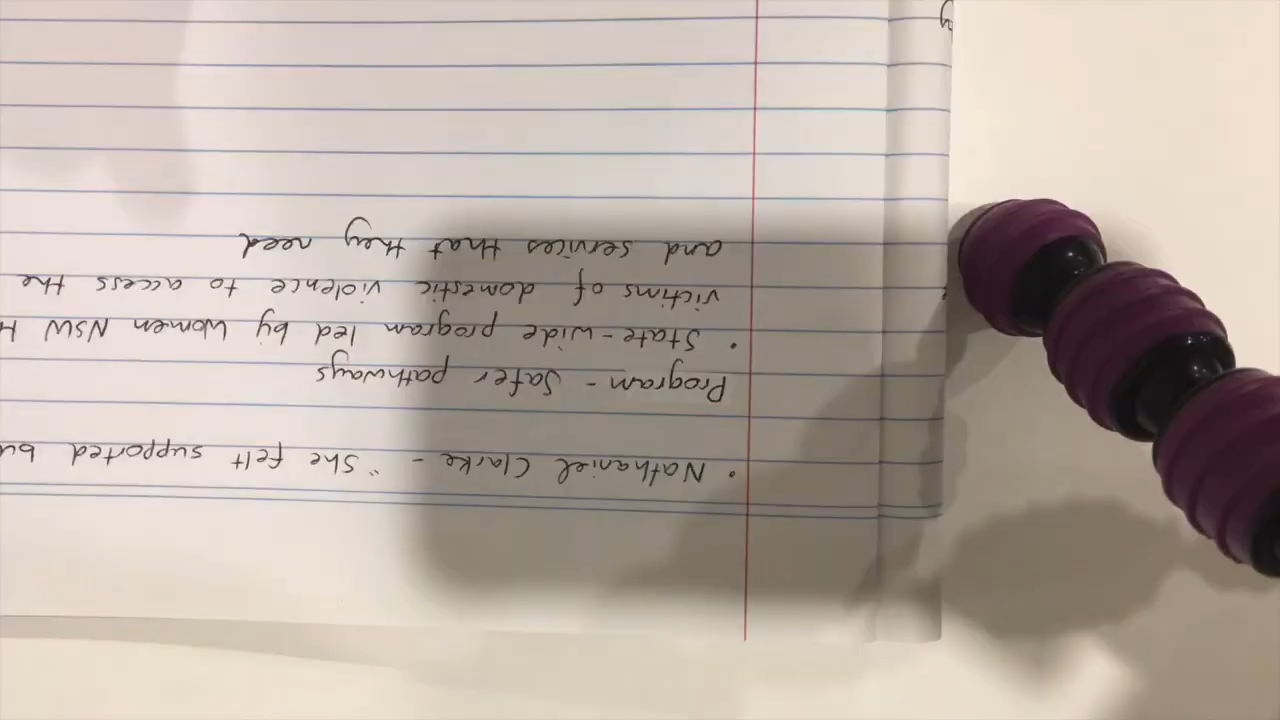 • Nathaniel Clarke - "She felt supported bu
Program - Safer pathways
• State-wide program led by Women NSW H
victims of domestic violence to access the
and services that they need